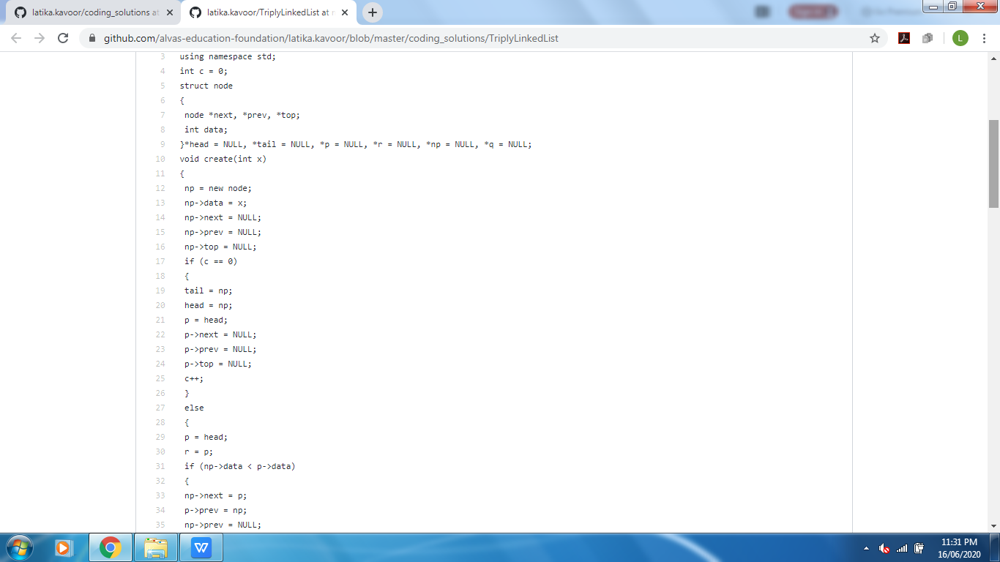 latika.kavoor/coding_solutions at
latika.kavoor/TriplyLinkedList at
github.com/alvas-education-foundation/latika.kavoor/blob/master/coding_solutions/TriplyLinkedList
L
3 using namespace std;
4 int c = 0;
5 struct node
6 {
7 node *next, *prev, *top;
8 int data;
9 }*head = NULL, *tail = NULL, *p = NULL, *r = NULL, *np = NULL, *q = NULL;
10 void create(int x)
11 {
12 np = new node;
13 np->data = x;
14 np->next = NULL;
15 np->prev = NULL;
16 np->top = NULL;
17 if (c == 0)
18 {
19 tail = np;
20 head = np;
21 p = head;
22 p->next = NULL;
23 p->prev = NULL;
24 p->top = NULL;
25 c++;
26 }
27 else
28 {
29 p = head;
30 r = p;
31 if (np->data < p->data)
32 {
33 np->next = p;
34 p->prev = np;
35 np->prev = NULL;
W
11:31 PM
16/06/2020